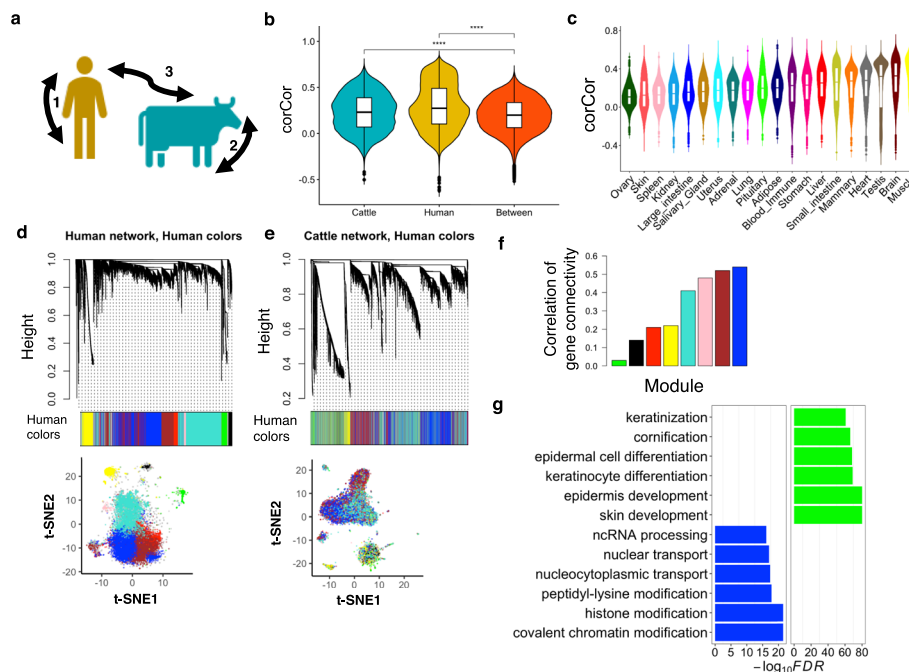 a
1
3
2
b
corCor
1.0
0.5
0.0
-0.5
****
****
Cattle
Human
Between
c
corCor
0.8
0.4
0.0
-0.4
Ovary
Skin
Spleen
Kidney
Large_intestine
Salivary_Gland
Uterus
Adrenal
Lung
Pituitary
Adipose
Blood_Immune
Stomach
Liver
Small_intestine
Mammary
Heart
Testis
Brain
d
Human network, Human colors
Height
1.0
0.8
0.6
0.4
0.2
0.0
Human
colors
t-SNE2
20
10
0
-10
-20
-10
0
10
20
t-SNE1
e
Cattle network, Human colors
Height
1.0
0.8
0.6
0.4
0.2
0.0
Human
colors
t-SNE2
20
10
0
-10
-20
-10
0
10
20
t-SNE1
f
Correlation of
gene connectivity
0.6
0.5
0.4
0.3
0.2
0.1
0.0
Module
g
keratinization
cornification
epidermal cell differentiation
keratinocyte differentiation
epidermis development
skin development
ncRNA processing
nuclear transport
nucleocytoplasmic transport
peptidyl-lysine modification
histone modification
covalent chromatin modification
0 5 10 15 20
0 20 40 60 80
−log10FDR